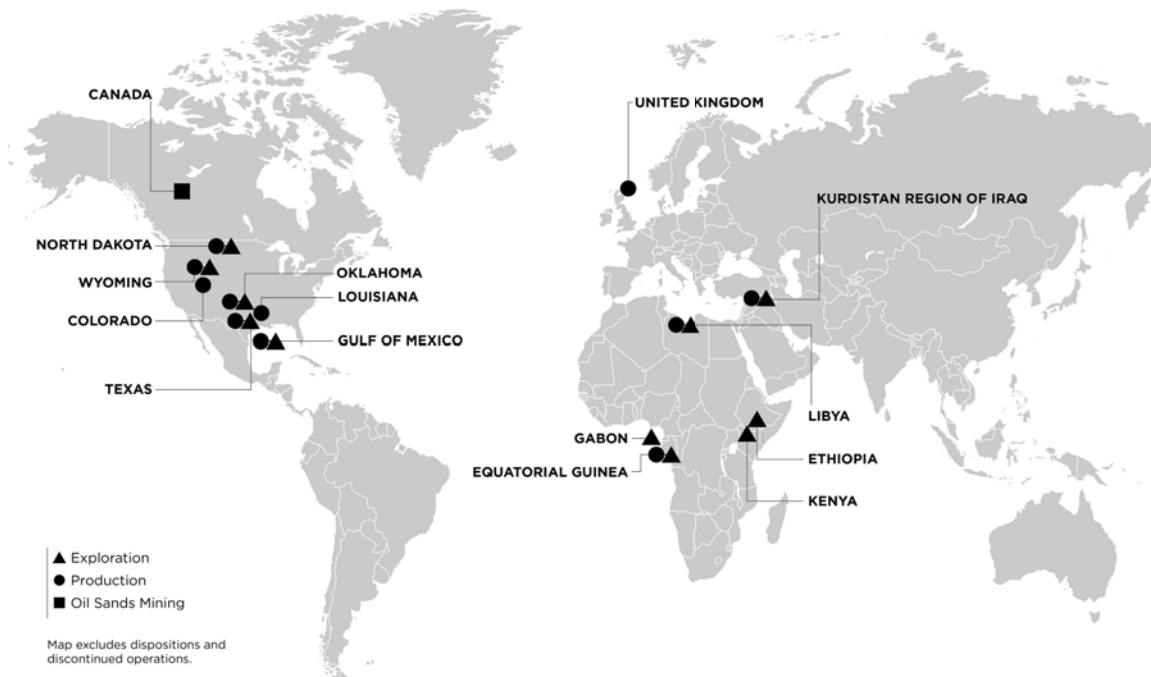 CANADA
UNITED KINGDOM
KURDISTAN REGION OF IRAQ
NORTH DAKOTA
OKLAHOMA
WYOMING
LOUISIANA
COLORADO
GULF OF MEXICO
TEXAS
LIBYA
GABON
ETHIOPIA
EQUATORIAL GUINEA
KENYA
Exploration
Production
Oil Sands Mining
Map excludes dispositions and
discontinued operations.